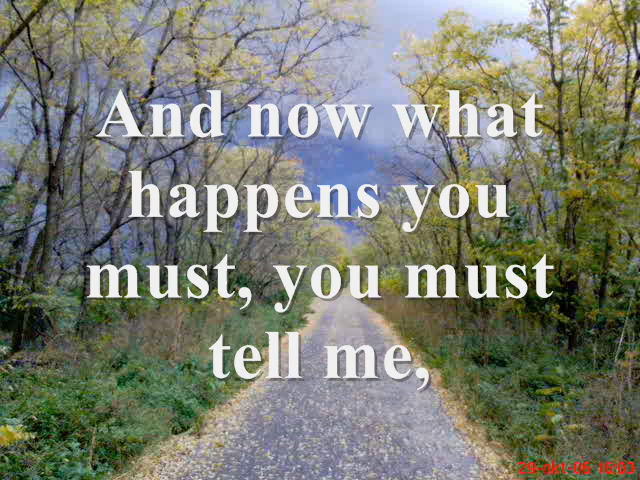 And now what
happens you
must, you must
tell me,